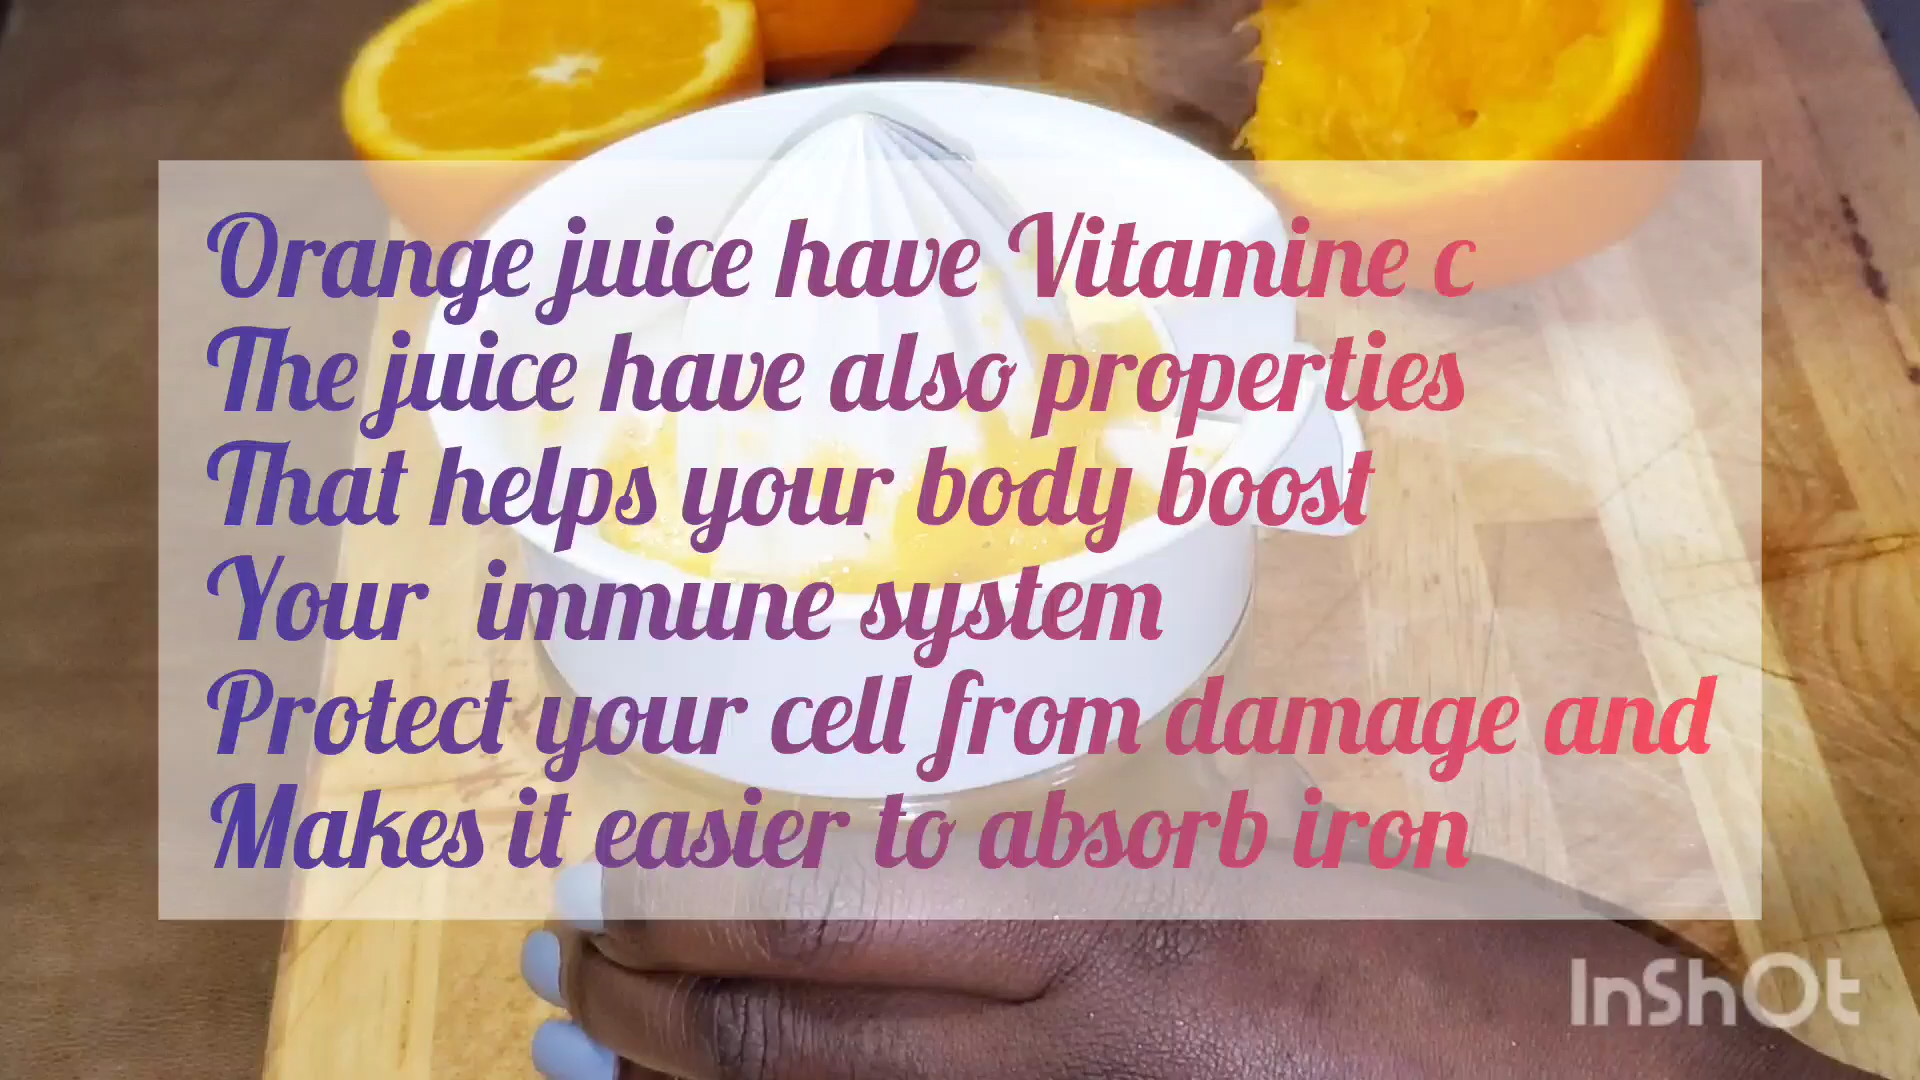 Orange juice have Vitamine c
The juice have also properties
That helps your body boost
Your  immune system
Protect your cell from damage and
Makes it easier to absorb iron
InShOt